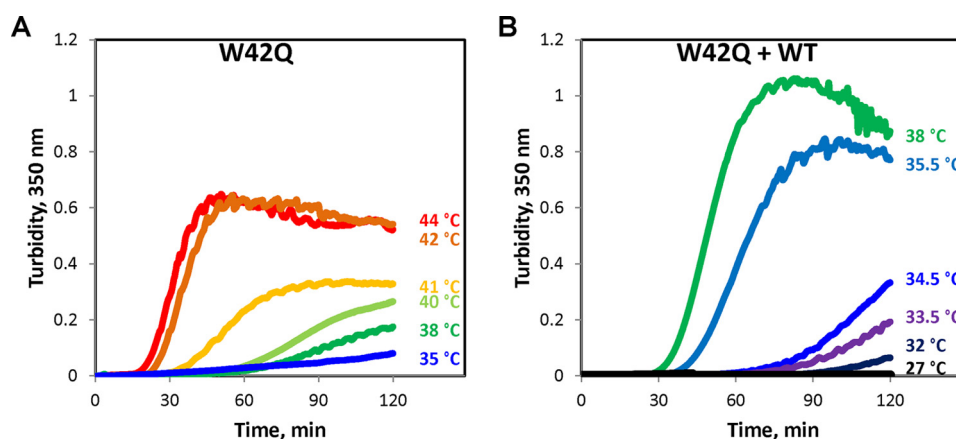 A
W42Q
Turbidity, 350 nm
1.2
1
0.8
0.6
0.4
0.2
0
0
30
60
90
120
Time, min
44 °C
42 °C
41 °C
40 °C
38 °C
35 °C
B
W42Q + WT
Turbidity, 350 nm
1.2
1
0.8
0.6
0.4
0.2
0
0
30
60
90
120
Time, min
38 °C
35.5 °C
34.5 °C
33.5 °C
32 °C
27 °C